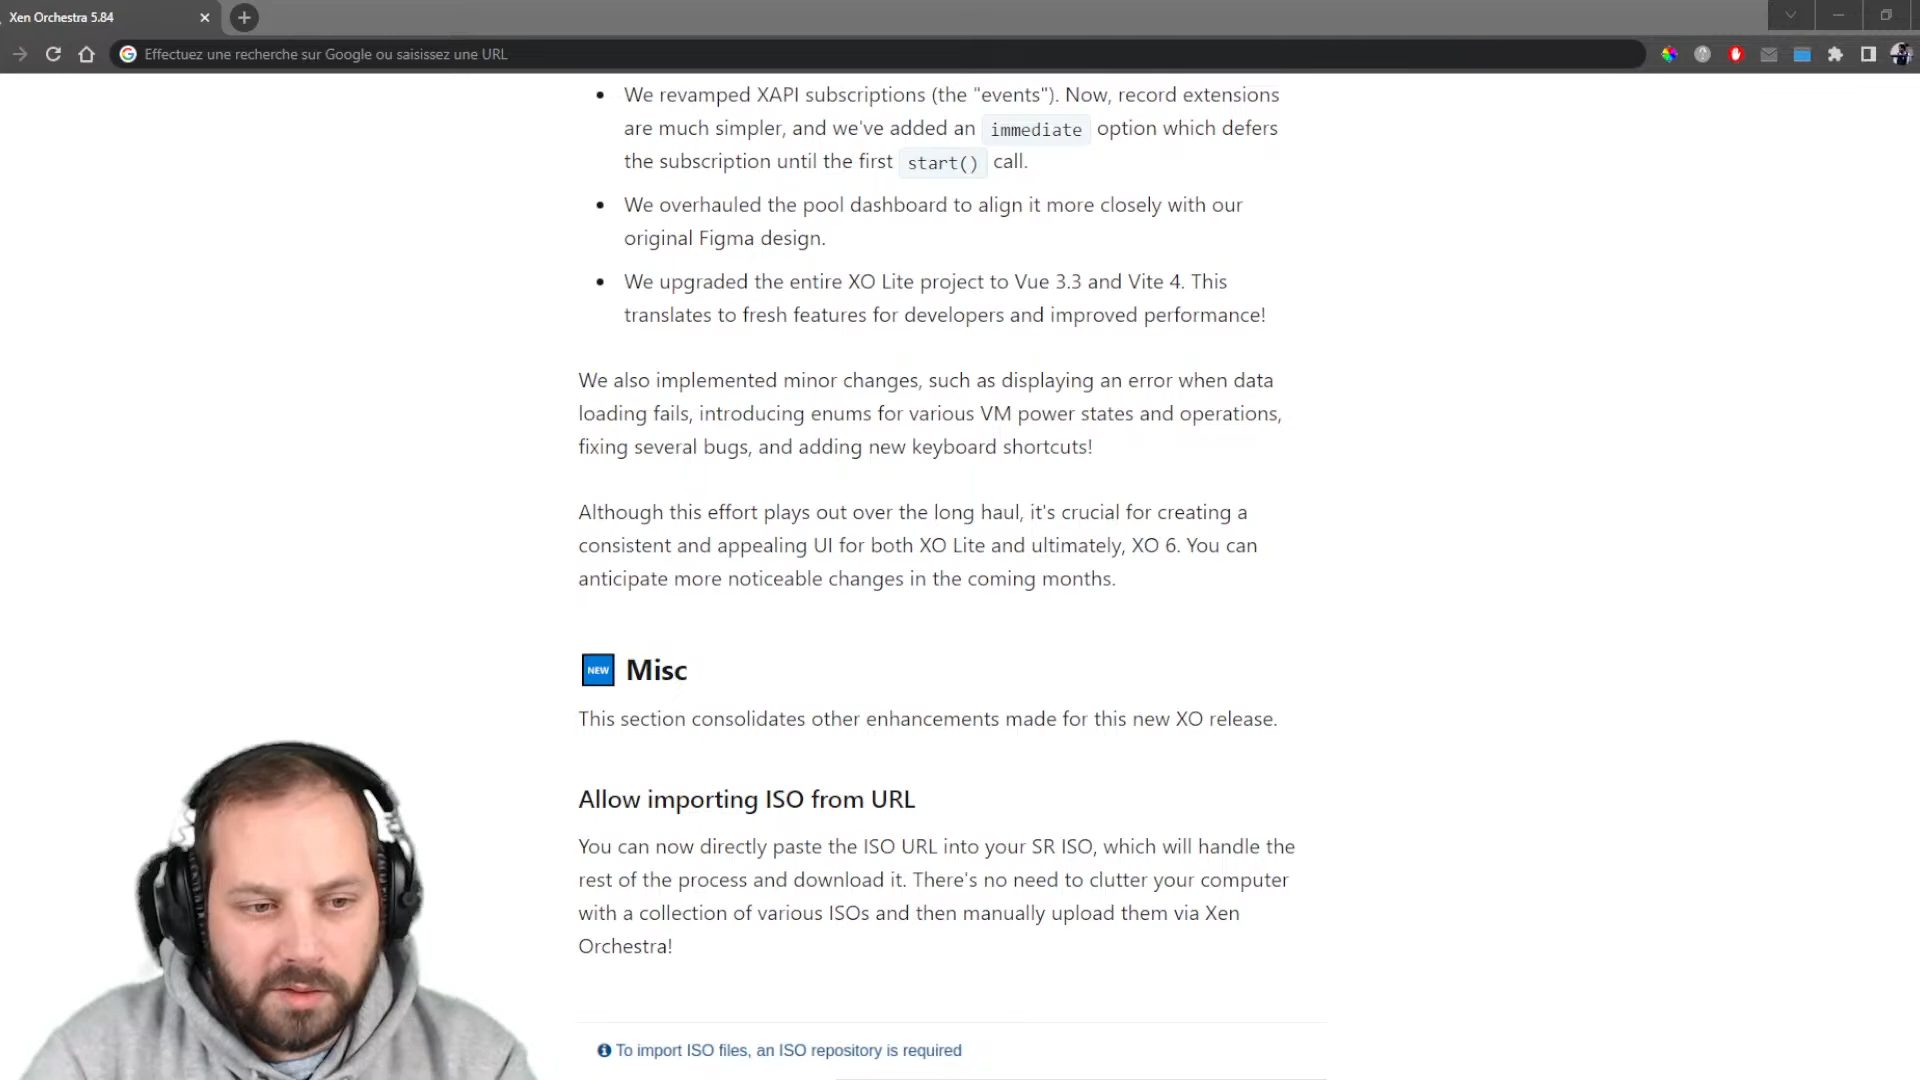 Xen Orchestra 5.84
Effectuez une recherche sur Google ou saisissez une URL
We revamped XAPI subscriptions (the "events"). Now, record extensions
are much simpler, and we've added an immediate option which defers
the subscription until the first start() call.
We overhauled the pool dashboard to align it more closely with our
original Figma design.
We upgraded the entire XO Lite project to Vue 3.3 and Vite 4. This
translates to fresh features for developers and improved performance!
We also implemented minor changes, such as displaying an error when data
loading fails, introducing enums for various VM power states and operations,
fixing several bugs, and adding new keyboard shortcuts!
Although this effort plays out over the long haul, it's crucial for creating a
consistent and appealing UI for both XO Lite and ultimately, XO 6. You can
anticipate more noticeable changes in the coming months.
NEW Misc
This section consolidates other enhancements made for this new XO release.
Allow importing ISO from URL
You can now directly paste the ISO URL into your SR ISO, which will handle the
rest of the process and download it. There's no need to clutter your computer
with a collection of various ISOs and then manually upload them via Xen
Orchestra!
To import ISO files, an ISO repository is required